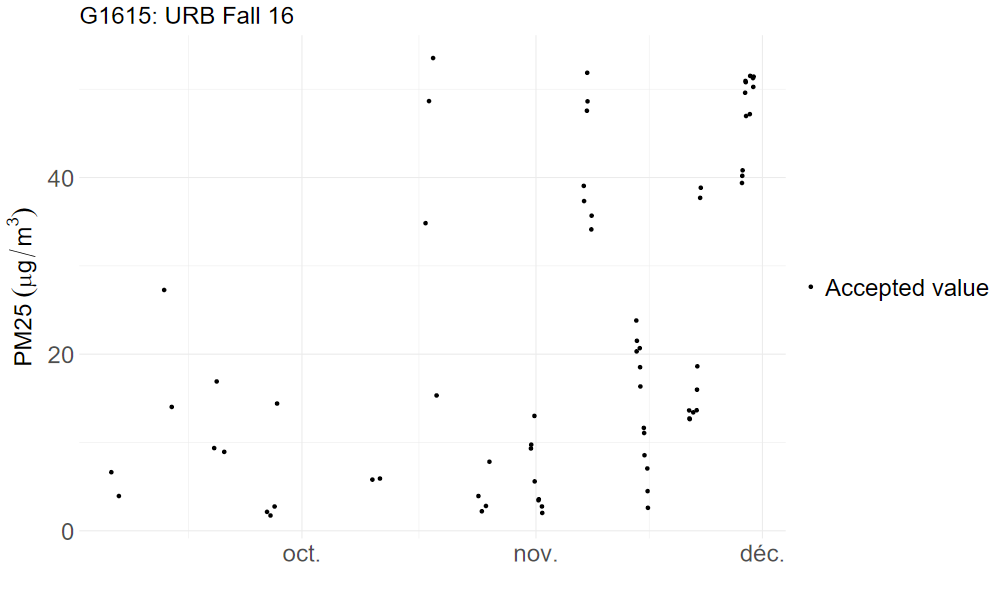 G1615: URB Fall 16
PM25 (μg/m³)
40
20
0
oct.
nov.
déc.
Accepted value